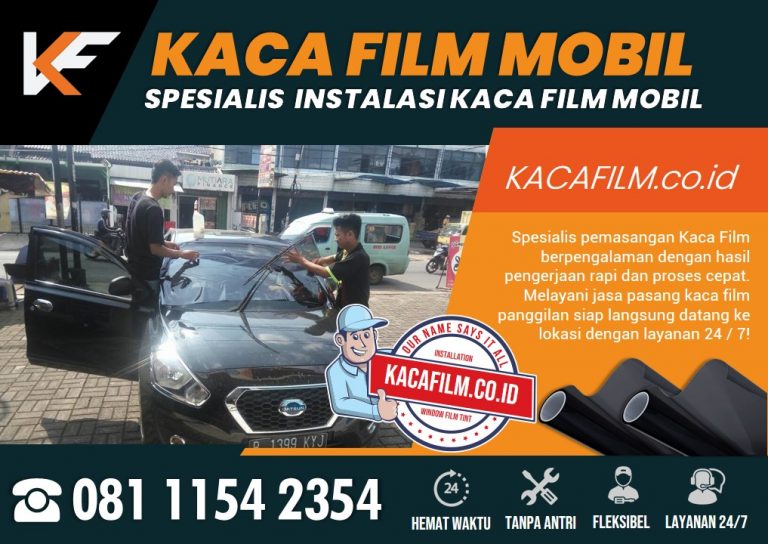 KF
KACA FILM MOBIL
SPESIALIS INSTALASI KACA FILM MOBIL
KACAFILM.co.id
Spesialis pemasangan Kaca Film
berpengalaman dengan hasil
pengerjaan rapi dan proses cepat.
Melayani jasa pasang kaca film
panggilan siap langsung datang ke
lokasi dengan layanan 24 / 7!
OUR NAME SAYS IT ALL
INSTALLATION
KACAFILM.CO.ID
WINDOW FILM TINT
DATSUN
B 1399 KYJ
081 1154 2354
24
HEMAT WAKTU
TANPA ANTRI
FLEKSIBEL
LAYANAN 24/7